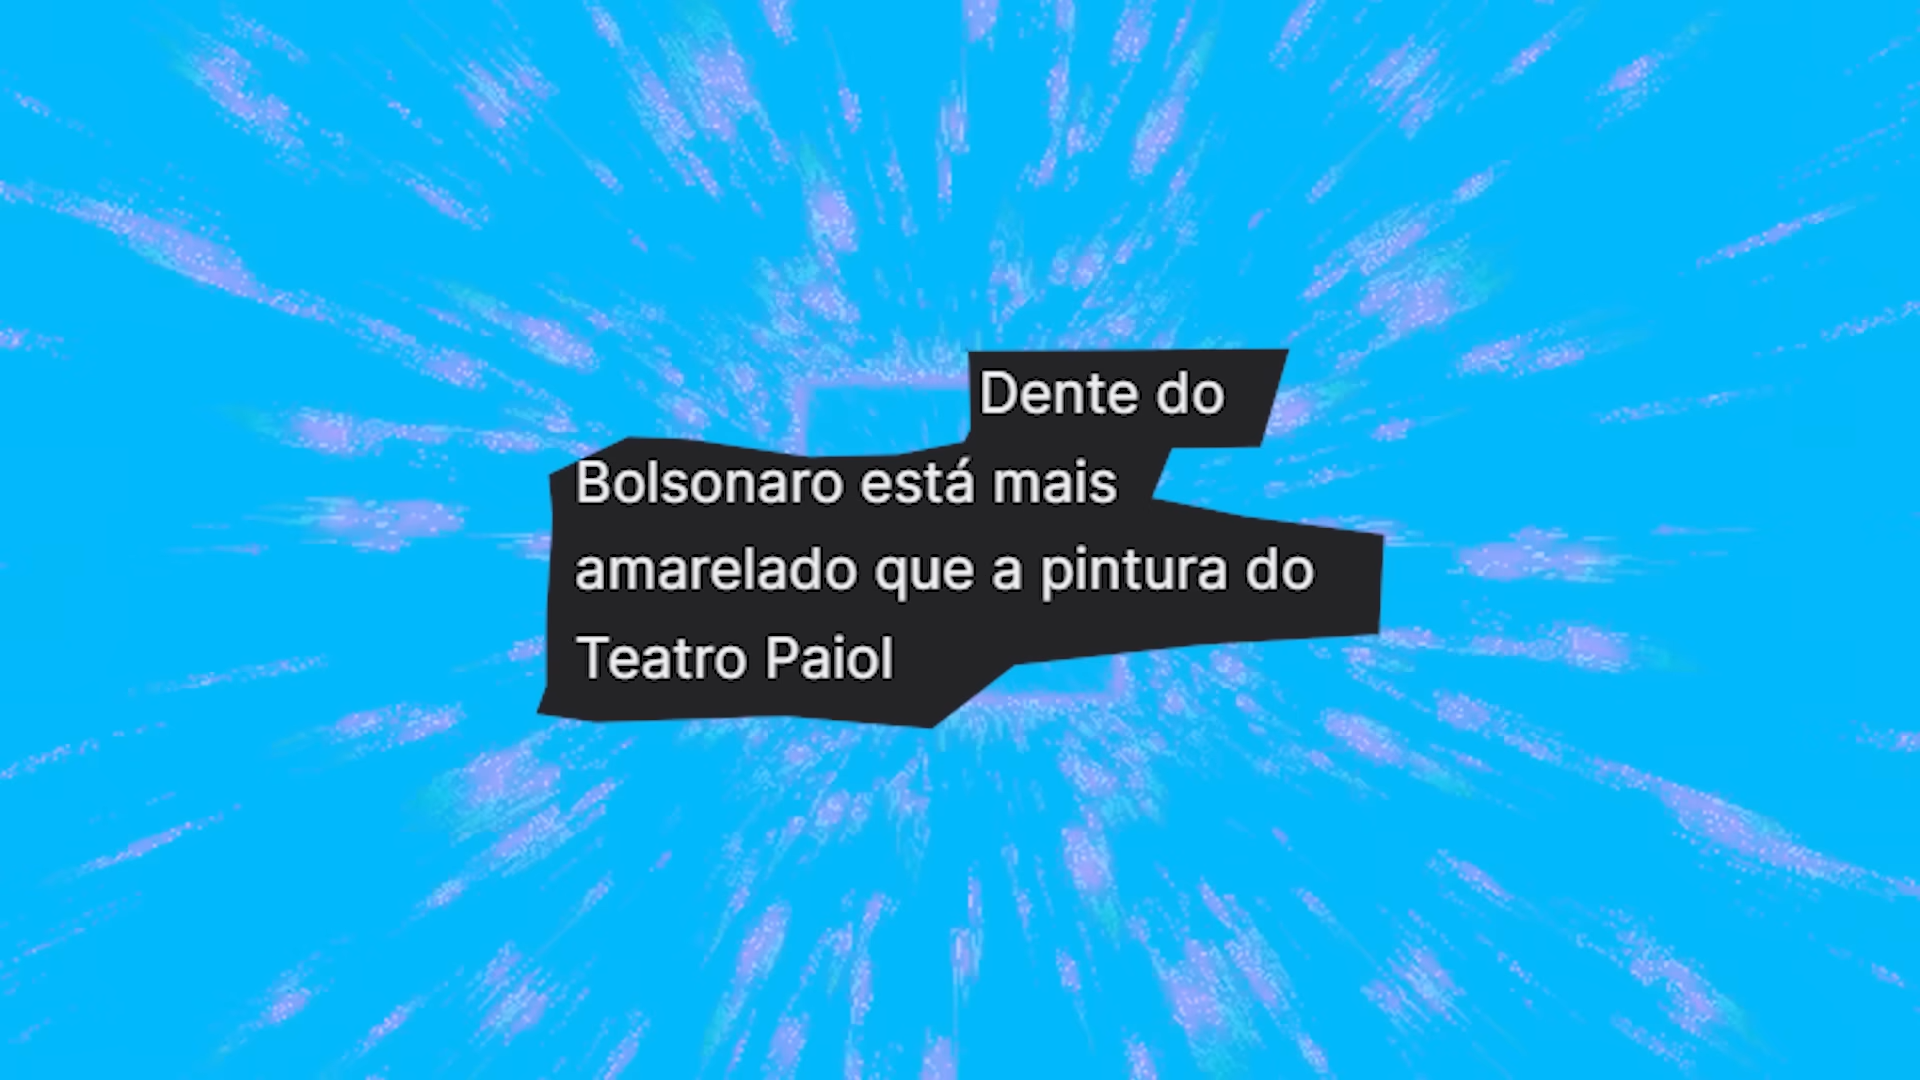 Dente do
Bolsonaro está mais
amarelado que a pintura do
Teatro Paiol